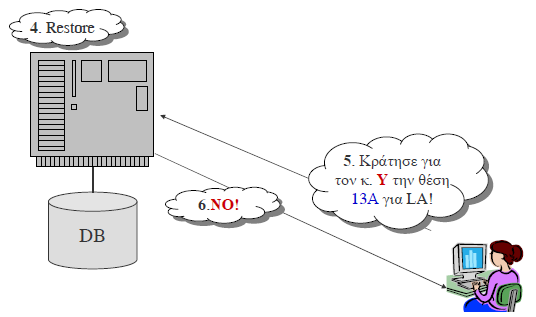 4. Restore
5. Κράτησε για
τον κ. Y την θέση
13A για LA!
6.NO!
DB